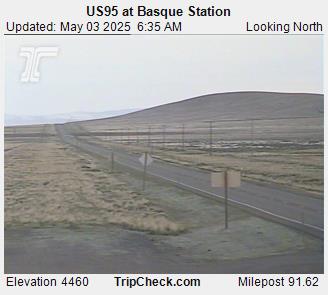 US95 at Basque Station
Updated: May 03 2025 6:35 AM Looking North
Elevation 4460 TripCheck.com Milepost 91.62